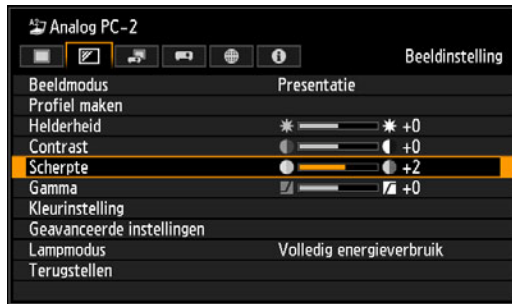 Analog PC-2
Beeldinstelling
Beeldmodus Presentatie
Profiel maken
Helderheid +0
Contrast +0
Scherpte +2
Gamma +0
Kleurinstelling
Geavanceerde instellingen
Lampmodus Volledig energieverbruik
Terugstellen